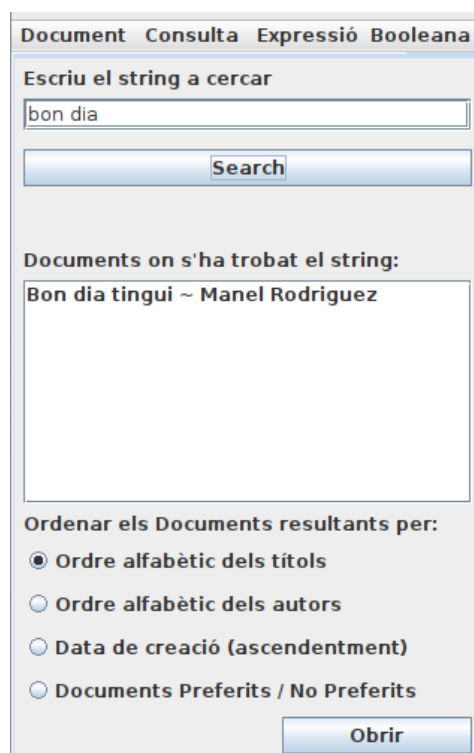 Document Consulta Expressió Booleana
Escriu el string a cercar
bon dia
Search
Documents on s'ha trobat el string:
Bon dia tingui ~ Manel Rodriguez
Ordenar els Documents resultants per:
Ordre alfabètic dels títols
Ordre alfabètic dels autors
Data de creació (ascendentment)
Documents Preferits / No Preferits
Obrir